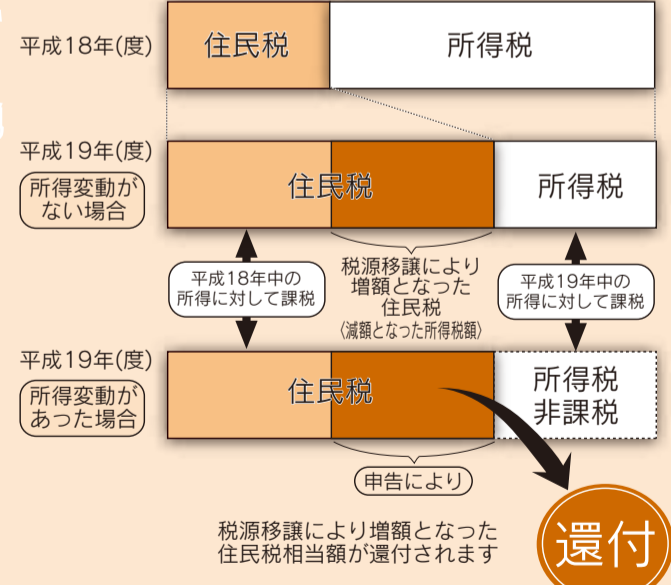 平成18年(度)
住民税
所得税
平成19年(度)
所得変動が
ない場合
住民税
所得税
平成18年中の
所得に対して課税
税源移譲により
増額となった
住民税
〈減額となった所得税額〉
平成19年中の
所得に対して課税
平成19年(度)
所得変動が
あった場合
住民税
所得税
非課税
申告により
税源移譲により増額となった
住民税相当額が還付されます
還付